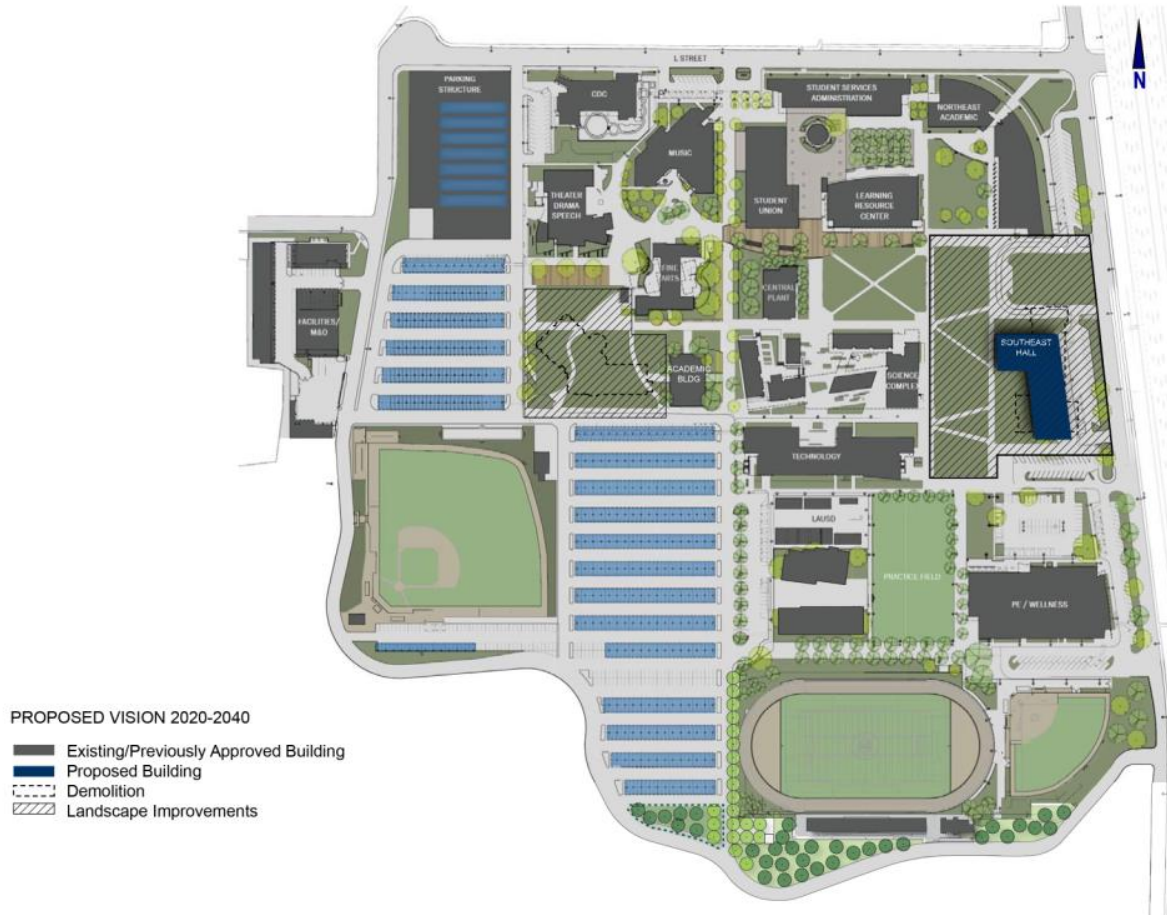 N
L STREET
PARKING
STRUCTURE
CDC
STUDENT SERVICES
ADMINISTRATION
NORTHEAST
ACADEMIC
MUSIC
THEATER
DRAMA
SPEECH
STUDENT
UNION
LEARNING
RESOURCE
CENTER
FINE
ARTS
CENTRAL
PLANT
FACILITIES/
M&O
SOUTHEAST
HALL
ACADEMIC
BLDG
SCIENCE
COMPLEX
TECHNOLOGY
LAUSD
PRACTICE FIELD
PE / WELLNESS
PROPOSED VISION 2020-2040
Existing/Previously Approved Building
Proposed Building
Demolition
Landscape Improvements